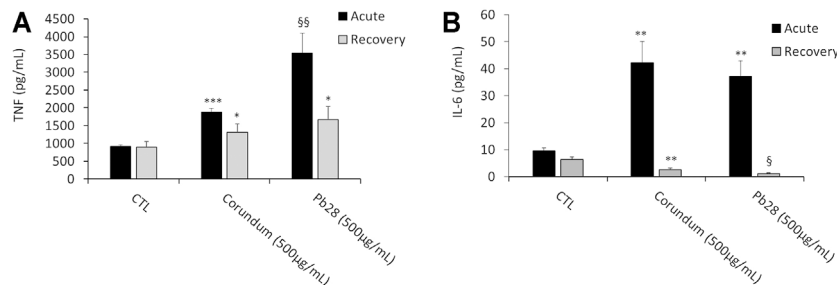 A
TNF
(pg/mL)
4500
4000
3500
3000
2500
2000
1500
1000
500
0
Acute
Recovery
***
*
§§
*
CTL
Corundum (500µg/mL)
Pb28 (500µg/mL)
B
IL-6 (pg/mL)
60
50
40
30
20
10
0
Acute
Recovery
**
**
**
§
CTL
Corundum (500µg/mL)
Pb28 (500µg/mL)